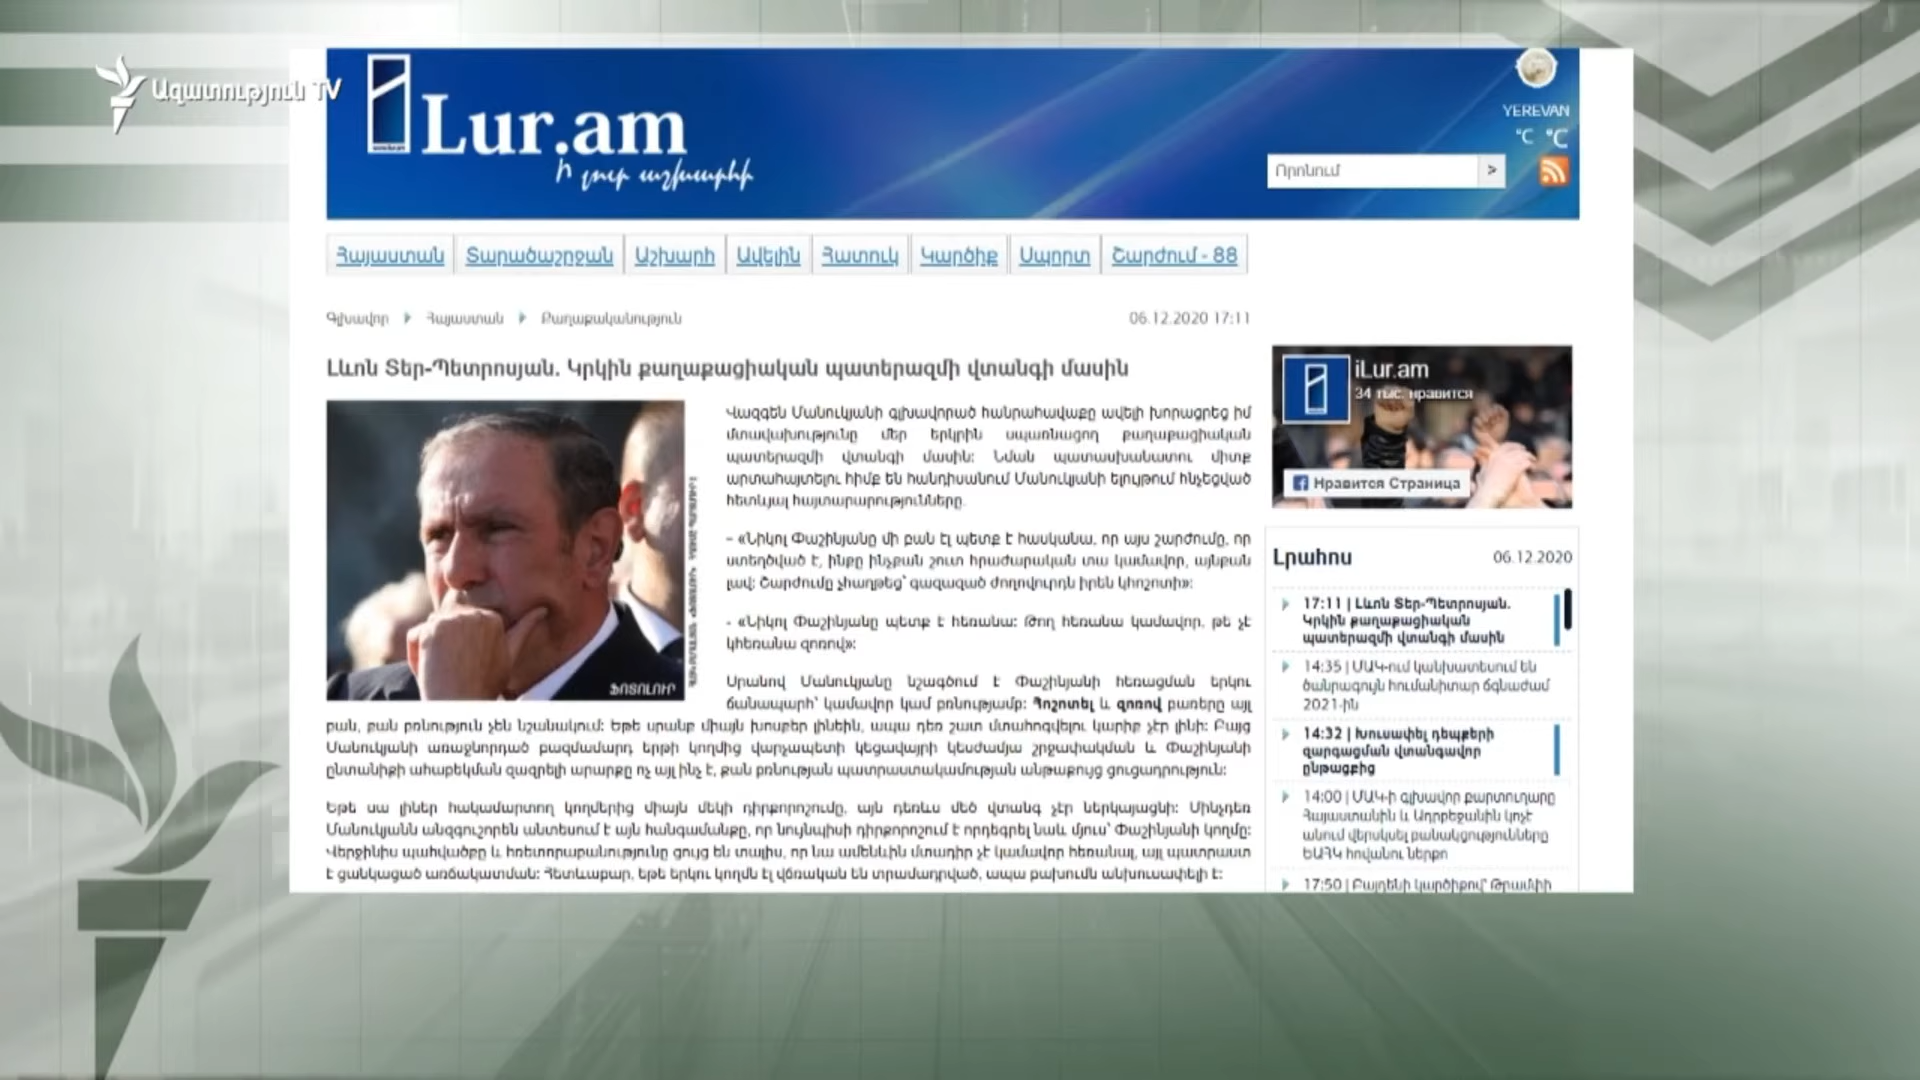 Ազատություն TV
iLur.am
Ի լուր աշխարհի
YEREVAN
°C °C
Որոնում >
Հայաստան Տարածաշրջան Աշխարհ Ավելին Հատուկ Կարծիք Սպորտ Շարժում - 88
Գլխավոր Հայաստան Քաղաքականություն 06.12.2020 17:11
Լևոն Տեր-Պետրոսյան. Կրկին քաղաքացիական պատերազմի վտանգի մասին
Վազգեն Մանուկյանի գլխավորած հանրահավաքը ավելի խորացրեց իմ
մտավախությունը մեր երկրին սպառնացող քաղաքացիական
պատերազմի վտանգի մասին: Նման պատասխանատու միտք
արտահայտելու հիմք են հանդիսանում Մանուկյանի ելույթում հնչեցված
հետևյալ հայտարարությունները.
– «Նիկոլ Փաշինյանը մի բան էլ պետք է հասկանա, որ այս շարժումը, որ
ստեղծված է, ինքը ինչքան շուտ հրաժարական տա կամավոր, այնքան
լավ: Շարժումը չհաղթեց՝ գազազած ժողովուրդն իրեն կհոշոտի»:
- «Նիկոլ Փաշինյանը պետք է հեռանա: Թող հեռանա կամավոր, թե չէ
կհեռանա զոռով»:
Սրանով Մանուկյանը նշագծում է Փաշինյանի հեռացման երկու
ճանապարհ՝ կամավոր կամ բռնությամբ: Հոշոտել և զոռով բառերը այլ
բան, քան բռնություն չեն նշանակում: Եթե սրանք միայն խոսքեր լինեին, ապա դեռ շատ մտահոգվելու կարիք չէր լինի: Բայց
Մանուկյանի առաջնորդած բազմամարդ երթի կողմից վարչապետի կեցավայրի կեսժամյա շրջափակման և Փաշինյանի
ընտանիքի ահաբեկման զազրելի արարքը ոչ այլ ինչ է, քան բռնության պատրաստակամության անթաքույց ցուցադրություն:
Եթե սա լիներ հակամարտող կողմերից միայն մեկի դիրքորոշումը, այն դեռևս մեծ վտանգ չէր ներկայացնի: Մինչդեռ
Մանուկյանն անզգուշորեն անտեսում է այն հանգամանքը, որ նույնպիսի դիրքորոշում է որդեգրել նաև մյուս՝ Փաշինյանի կողմը:
Վերջինիս պահվածքը և հռետորաբանությունը ցույց են տալիս, որ նա ամենևին մտադիր չէ կամավոր հեռանալ, այլ պատրաստ
է ցանկացած առճակատման: Հետևաբար, եթե երկու կողմն էլ վճռական են տրամադրված, ապա բախումն անխուսափելի է:
ՖՈՏՈԼՈՒՐ
iLur.am
34 тыс. нравится
Нравится Страница
Լրահոս 06.12.2020
17:11 | Լևոն Տեր-Պետրոսյան.
Կրկին քաղաքացիական
պատերազմի վտանգի մասին
14:35 | ՄԱԿ-ում կանխատեսում են
ծանրագույն հումանիտար ճգնաժամ
2021-ին
14:32 | Խուսափել դեպքերի
զարգացման վտանգավոր
ընթացքից
14:00 | ՄԱԿ-ի գլխավոր քարտուղարը
Հայաստանին և Ադրբեջանին կոչ է
անում վերսկսել բանակցությունները
ԵԱՀԿ հովանու ներքո
17:50 | Բայդենի կարծիքով՝ Թրամփի